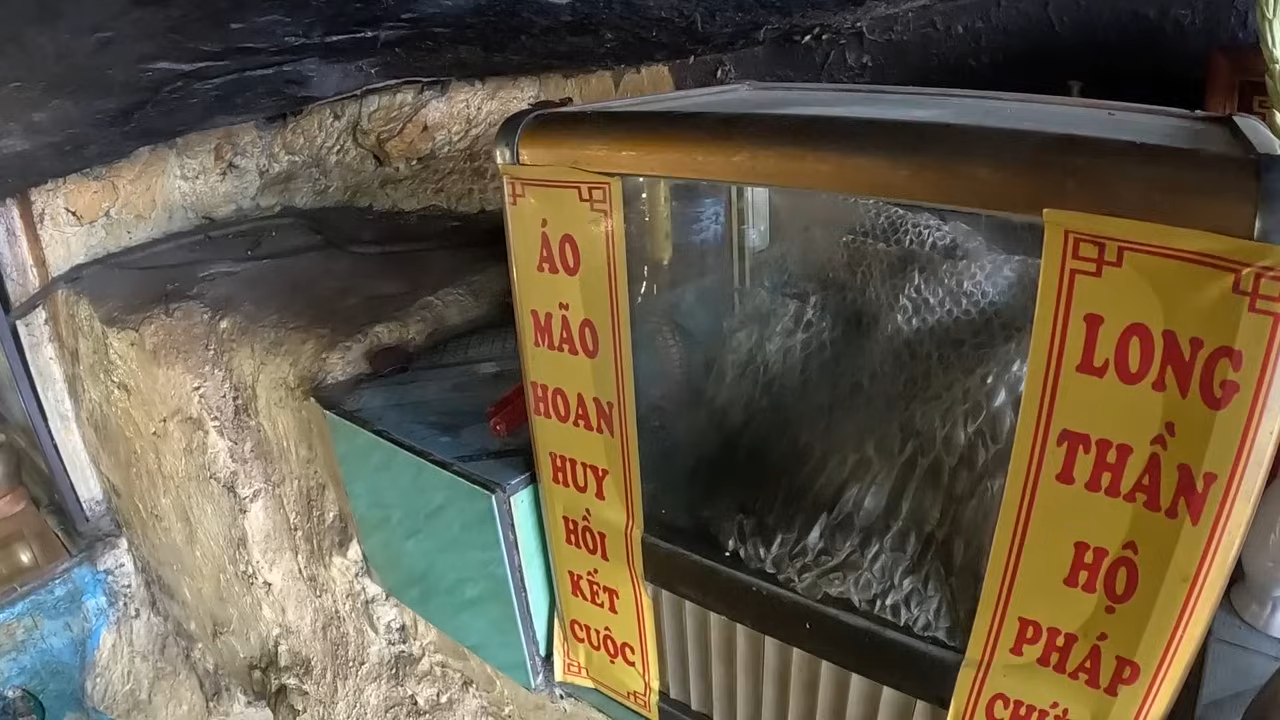 ÁO
MÃO
HOAN
HUY
HỒI
KẾT
CUỘC
LONG
THẦN
HỘ
PHÁP